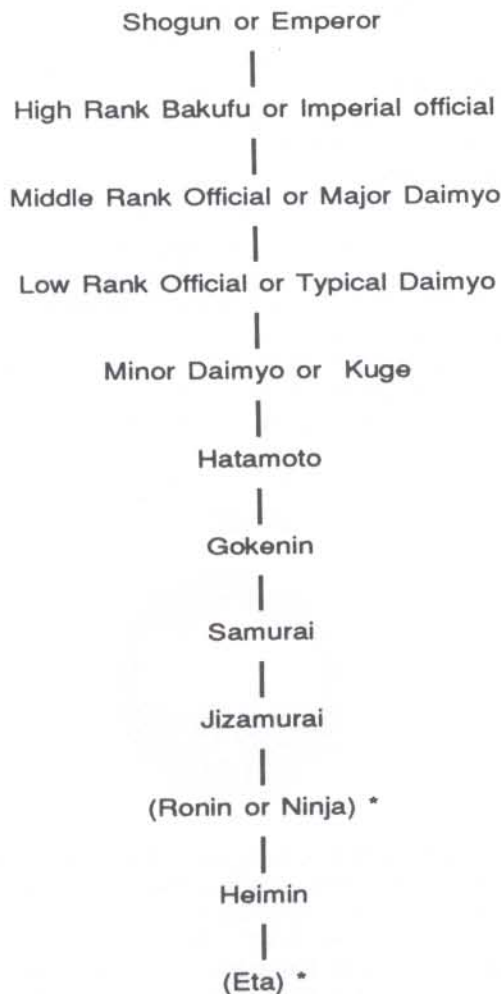 Shogun or Emperor
High Rank Bakufu or Imperial official
Middle Rank Official or Major Daimyo
Low Rank Official or Typical Daimyo
Minor Daimyo or Kuge
Hatamoto
Gokenin
Samurai
Jizamurai
(Ronin or Ninja) *
Heimin
(Eta) *